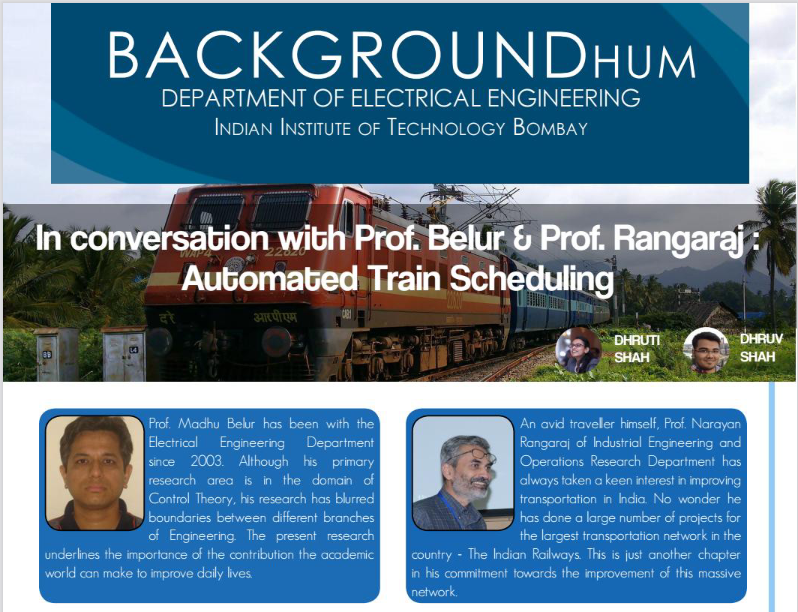 BACKGROUNDHUM
DEPARTMENT OF ELECTRICAL ENGINEERING
INDIAN INSTITUTE OF TECHNOLOGY BOMBAY
In conversation with Prof. Belur & Prof. Rangaraj :
WAP4 22620
Automated Train Scheduling
दरे आरपीएम
89
L4
DHRUTI
SHAH
DHRUV
SHAH
Prof. Madhu Belur has been with the
Electrical Engineering Department
since 2003. Although his primary
research area is in the domain of
Control Theory, his research has blurred
boundaries between different branches
of Engineering. The present research
underlines the importance of the contribution the academic
world can make to improve daily lives.
An avid traveller himself, Prof. Narayan
Rangaraj of Industrial Engineering and
Operations Research Department has
always taken a keen interest in improving
transportation in India. No wonder he
has done a large number of projects for
the largest transportation network in the
country - The Indian Railways. This is just another chapter
in his commitment towards the improvement of this massive
network.